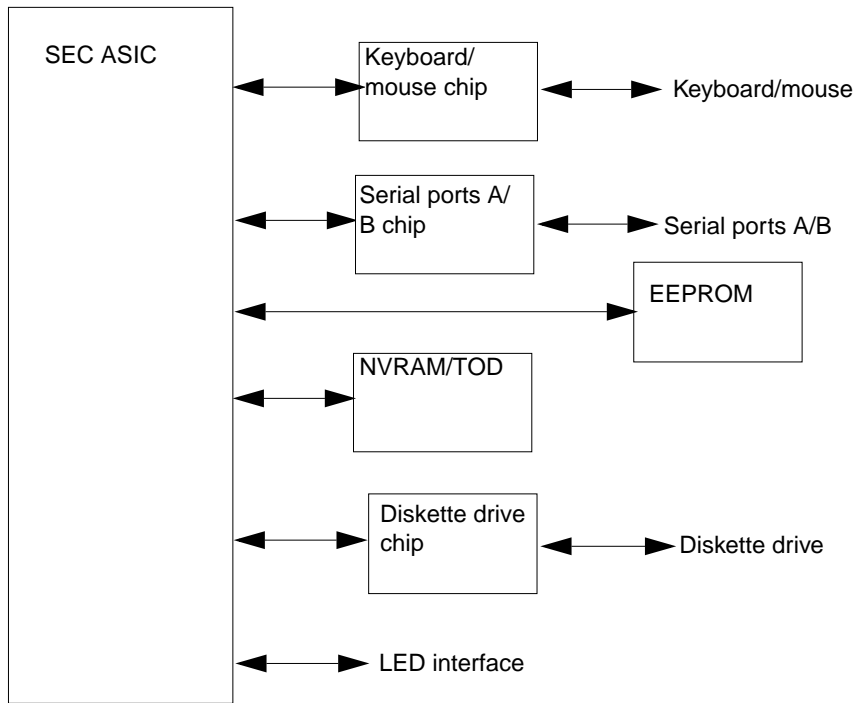 SEC ASIC
Keyboard/
mouse chip
Keyboard/mouse
Serial ports A/
B chip
Serial ports A/B
EEPROM
NVRAM/TOD
Diskette drive
chip
Diskette drive
LED interface